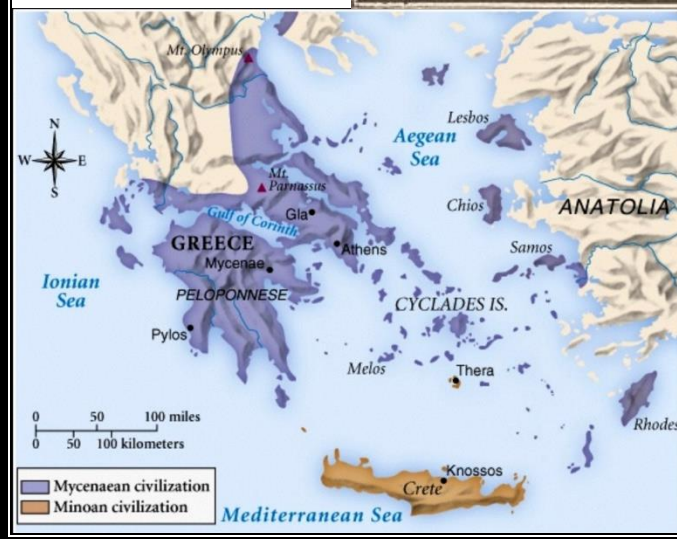 Mt. Olympus
Lesbos
Aegean
Sea
N
W E
S
Mt.
Parnassus
Chios
ANATOLIA
Gulf of Corinth
Gla
GREECE
Athens
Samos
Mycenae
Ionian
Sea
PELOPONNESE
CYCLADES IS.
Pylos
Melos
Thera
Rhodes
0 50 100 miles
0 50 100 kilometers
Knossos
Crete
Mycenaean civilization
Minoan civilization
Mediterranean Sea